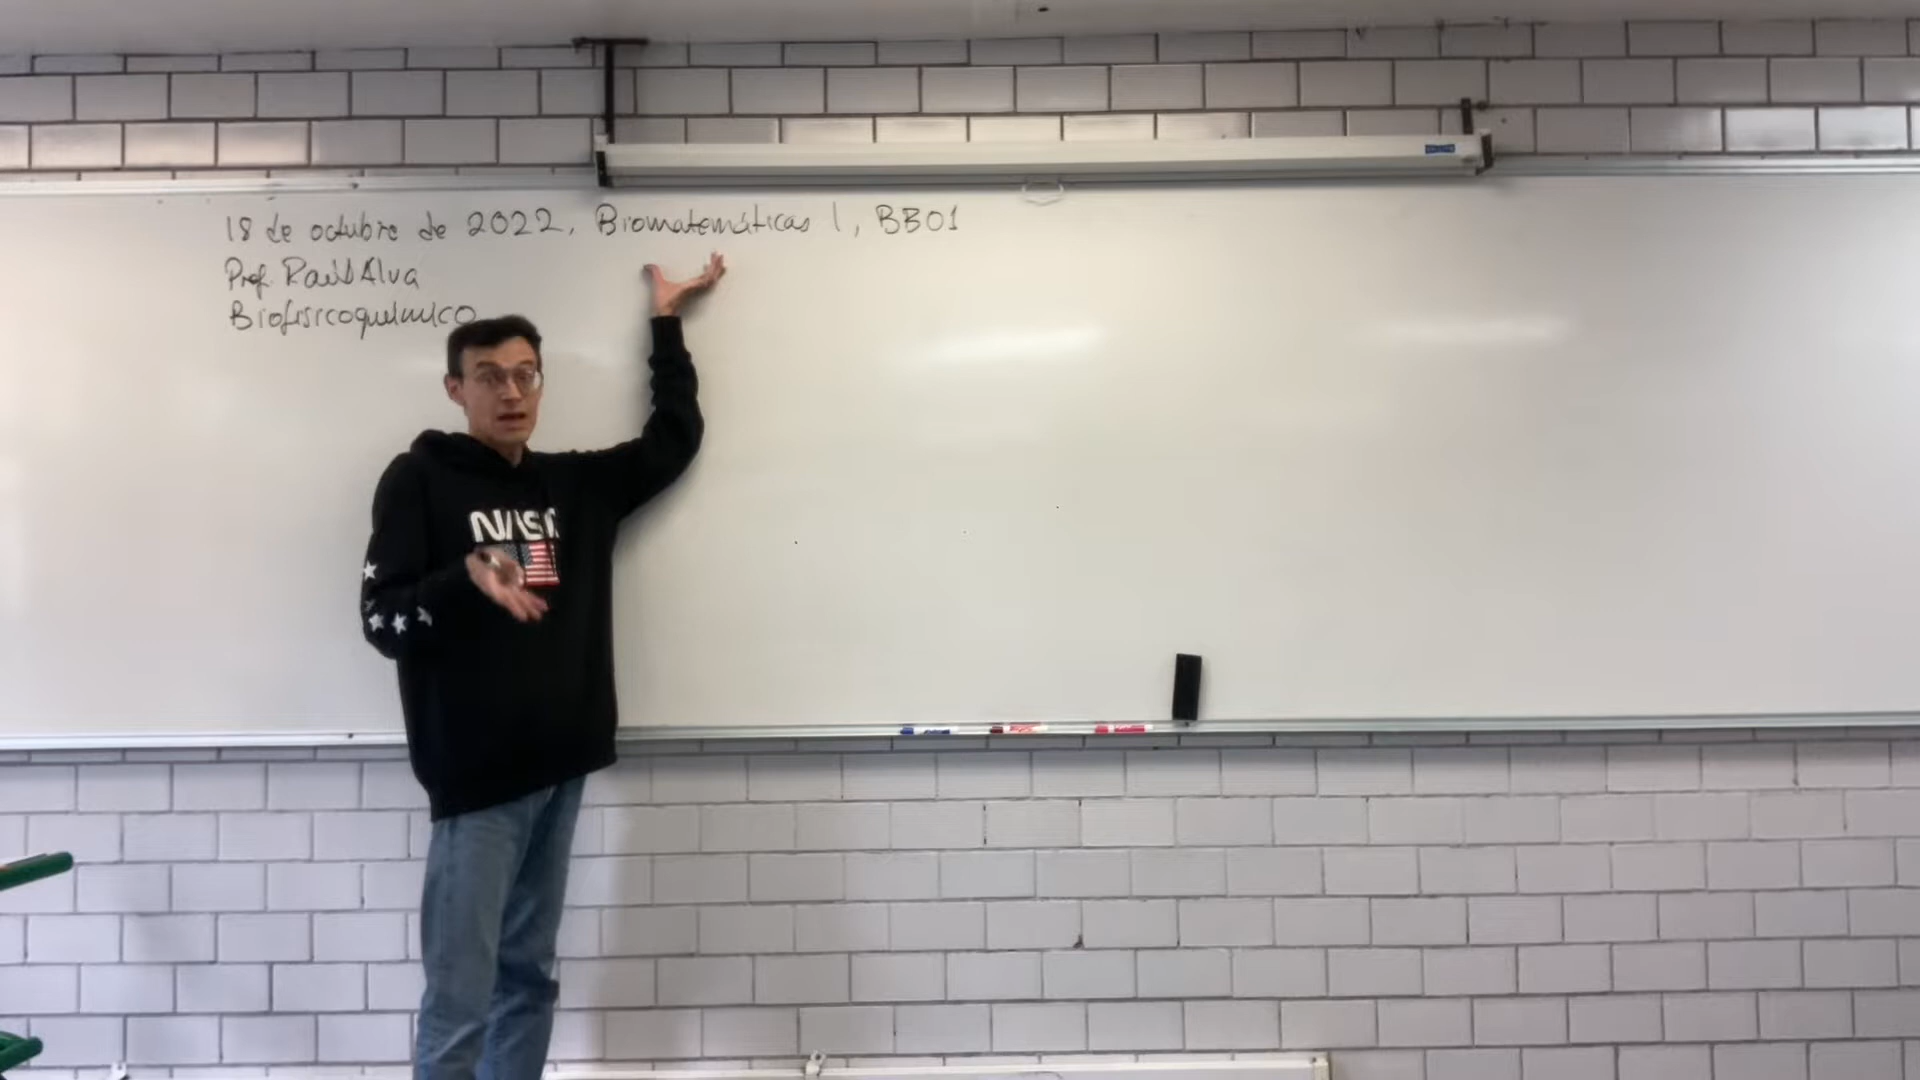 18 de octubre de 2022, Biomatemáticas I, BB01
Prof. Raúl Alva
Biofisicoquímico
NASA